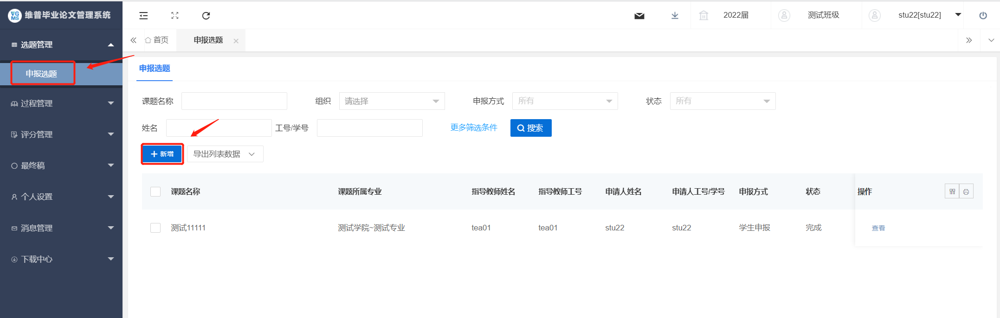 VG MS 维普毕业论文管理系统
2022届 测试班级 stu22[stu22]
首页 申报选题
选题管理
申报选题
过程管理
评分管理
最终稿
个人设置
消息管理
下载中心
申报选题
课题名称 组织 请选择 申报方式 所有 状态 所有
姓名 工号/学号 更多筛选条件 搜索
新增 导出列表数据
课题名称 课题所属专业 指导教师姓名 指导教师工号 申请人姓名 申请人工号/学号 申报方式 状态 操作
测试11111 测试学院~测试专业 tea01 tea01 stu22 stu22 学生申报 完成 查看